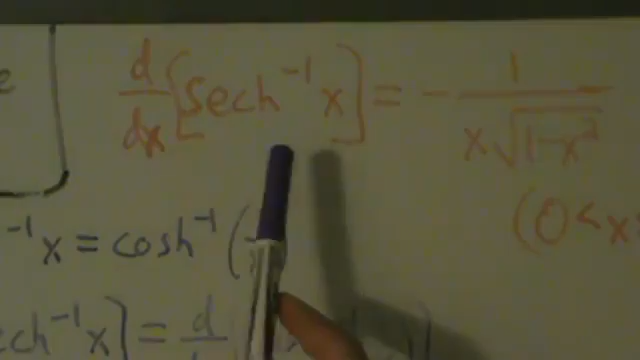 e
d/dx [Sech⁻¹ x] = - 1/(x√(1-x²))
(0 < x
⁻¹x = cosh⁻¹ (
ech⁻¹x] = d/